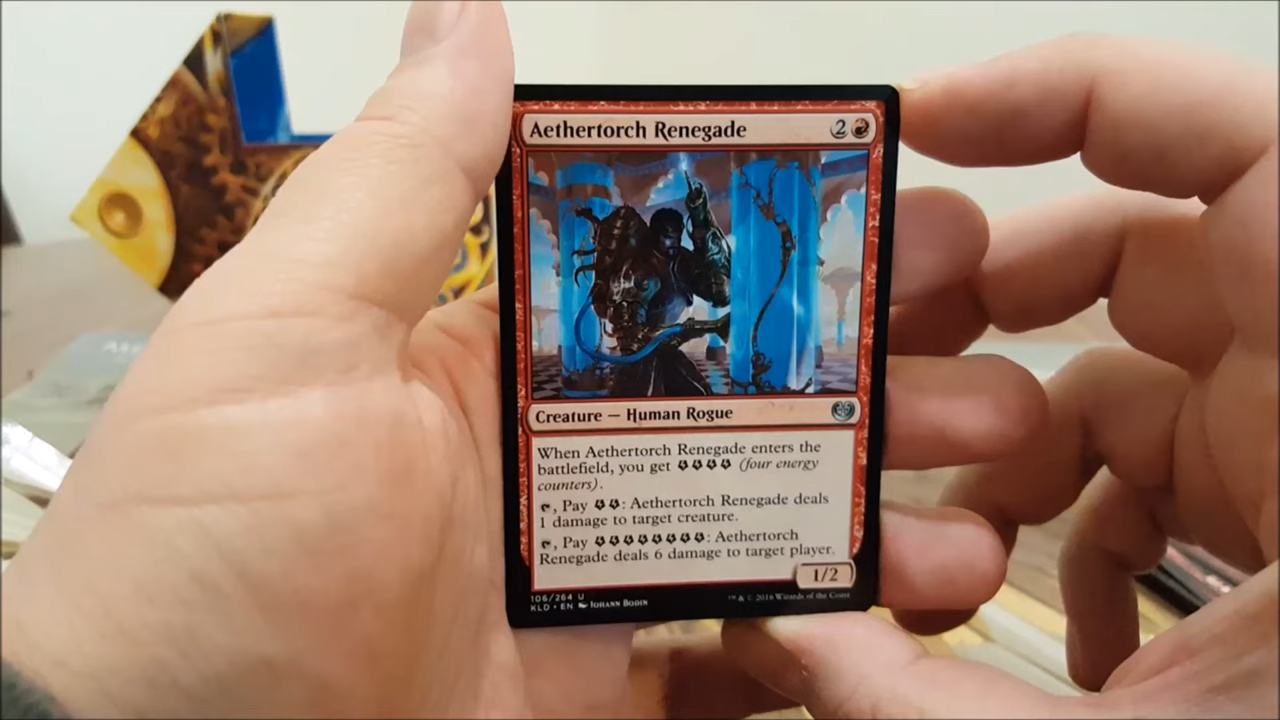 Aethertorch Renegade 2
Creature — Human Rogue
When Aethertorch Renegade enters the
battlefield, you get (four energy
counters).
, Pay : Aethertorch Renegade deals
1 damage to target creature.
, Pay : Aethertorch
Renegade deals 6 damage to target player.
1/2
106/264 U
KLD • EN Johann Bodin
™ & © 2016 Wizards of the Coast